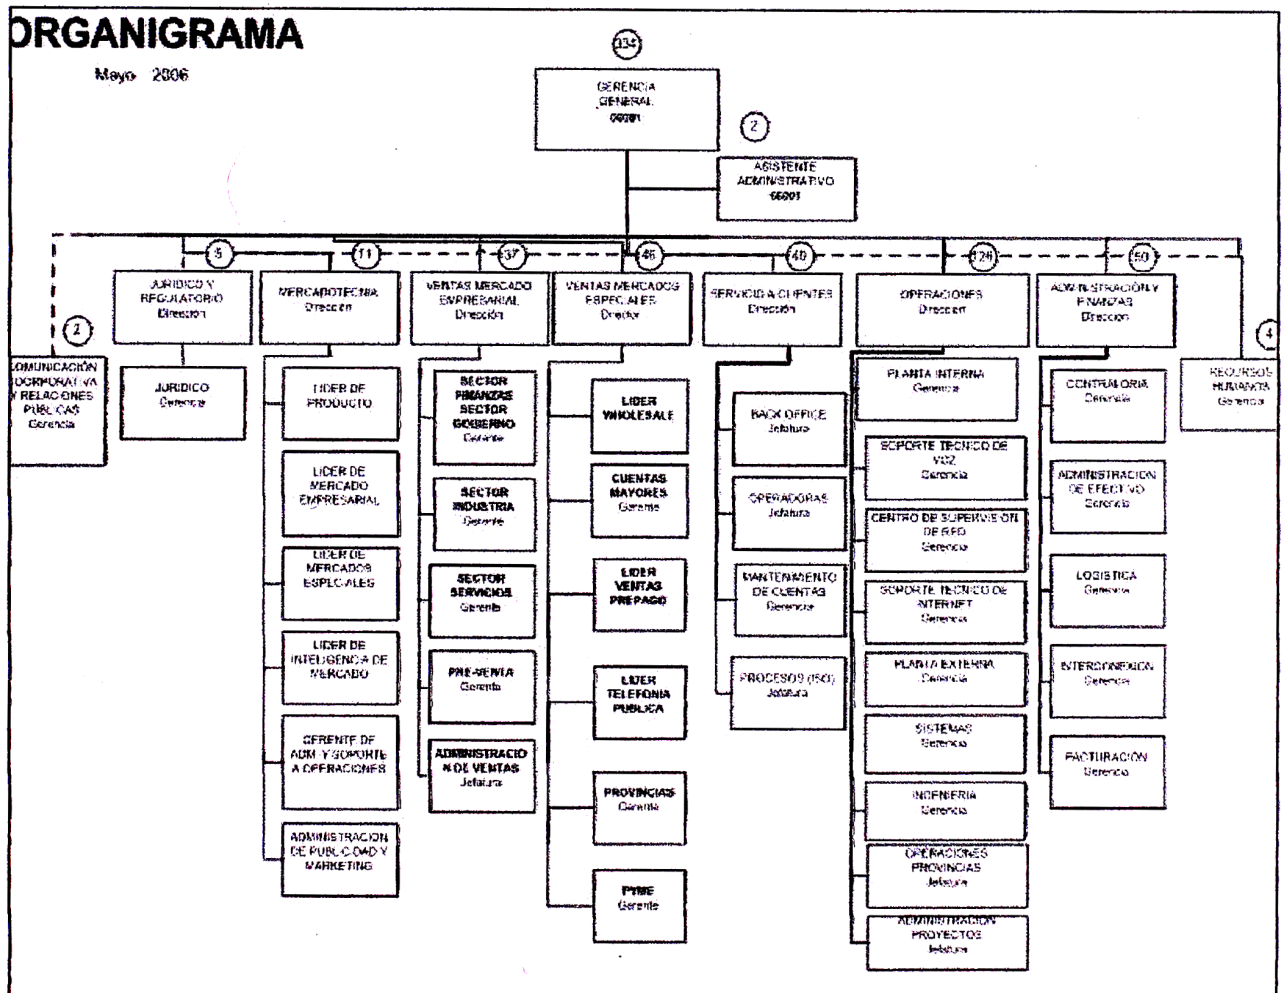 ORGANIGRAMA
Mayo 2006
334
GERENCIA
GENERAL
2
ASISTENTE
ADMINISTRATIVO
5
11
37
46
40
50
JURIDICO Y
REGULATORIO
Dirección
MERCADOTECNIA
Dirección
VENTAS MERCADO
EMPRESARIAL
Dirección
VENTAS MERCADOS
ESPECIALES
Director
SERVICIO A CLIENTES
Dirección
OPERACIONES
Dirección
ADMINISTRACIÓN Y
FINANZAS
Dirección
2
4
COMUNICACIÓN
CORPORATIVA
Y RELACIONES
PUBLICAS
Gerencia
JURIDICO
Gerencia
LIDER DE
PRODUCTO
LIDER DE
MERCADO
EMPRESARIAL
LIDER DE
MERCADOS
ESPECIALES
LIDER DE
INTELIGENCIA DE
MERCADO
GERENTE DE
ADM. Y SOPORTE
A OPERACIONES
ADMINISTRACION
DE PUBLICIDAD Y
MARKETING
SECTOR
FINANZAS
SECTOR
GOBIERNO
Gerente
SECTOR
INDUSTRIA
Gerente
SECTOR
SERVICIOS
Gerente
PRE-VENTA
Gerente
ADMINISTRACIO
N DE VENTAS
Jefatura
LIDER
WHOLESALE
CUENTAS
MAYORES
Gerente
LIDER
VENTAS
PREPAGO
LIDER
TELEFONIA
PUBLICA
PROVINCIAS
Gerente
PYME
Gerente
BACK OFFICE
Jefatura
OPERADORAS
Jefatura
MANTENIMIENTO
DE CUENTAS
Gerencia
PROCESOS (ISO)
Jefatura
PLANTA INTERNA
Gerencia
SOPORTE TECNICO DE
VOZ
Gerencia
CENTRO DE SUPERVISION
DE RED
Gerencia
SOPORTE TECNICO DE
INTERNET
Gerencia
PLANTA EXTERNA
Gerencia
SISTEMAS
Gerencia
INGENIERIA
Gerencia
OPERACIONES
PROVINCIAS
Jefatura
ADMINISTRACION
PROYECTOS
Jefatura
CONTRALORIA
Gerencia
ADMINISTRACION
DE EFECTIVO
Gerencia
LOGISTICA
Gerencia
INTERCONEXION
Gerencia
FACTURACIÓN
Gerencia
RECURSOS
HUMANOS
Gerencia